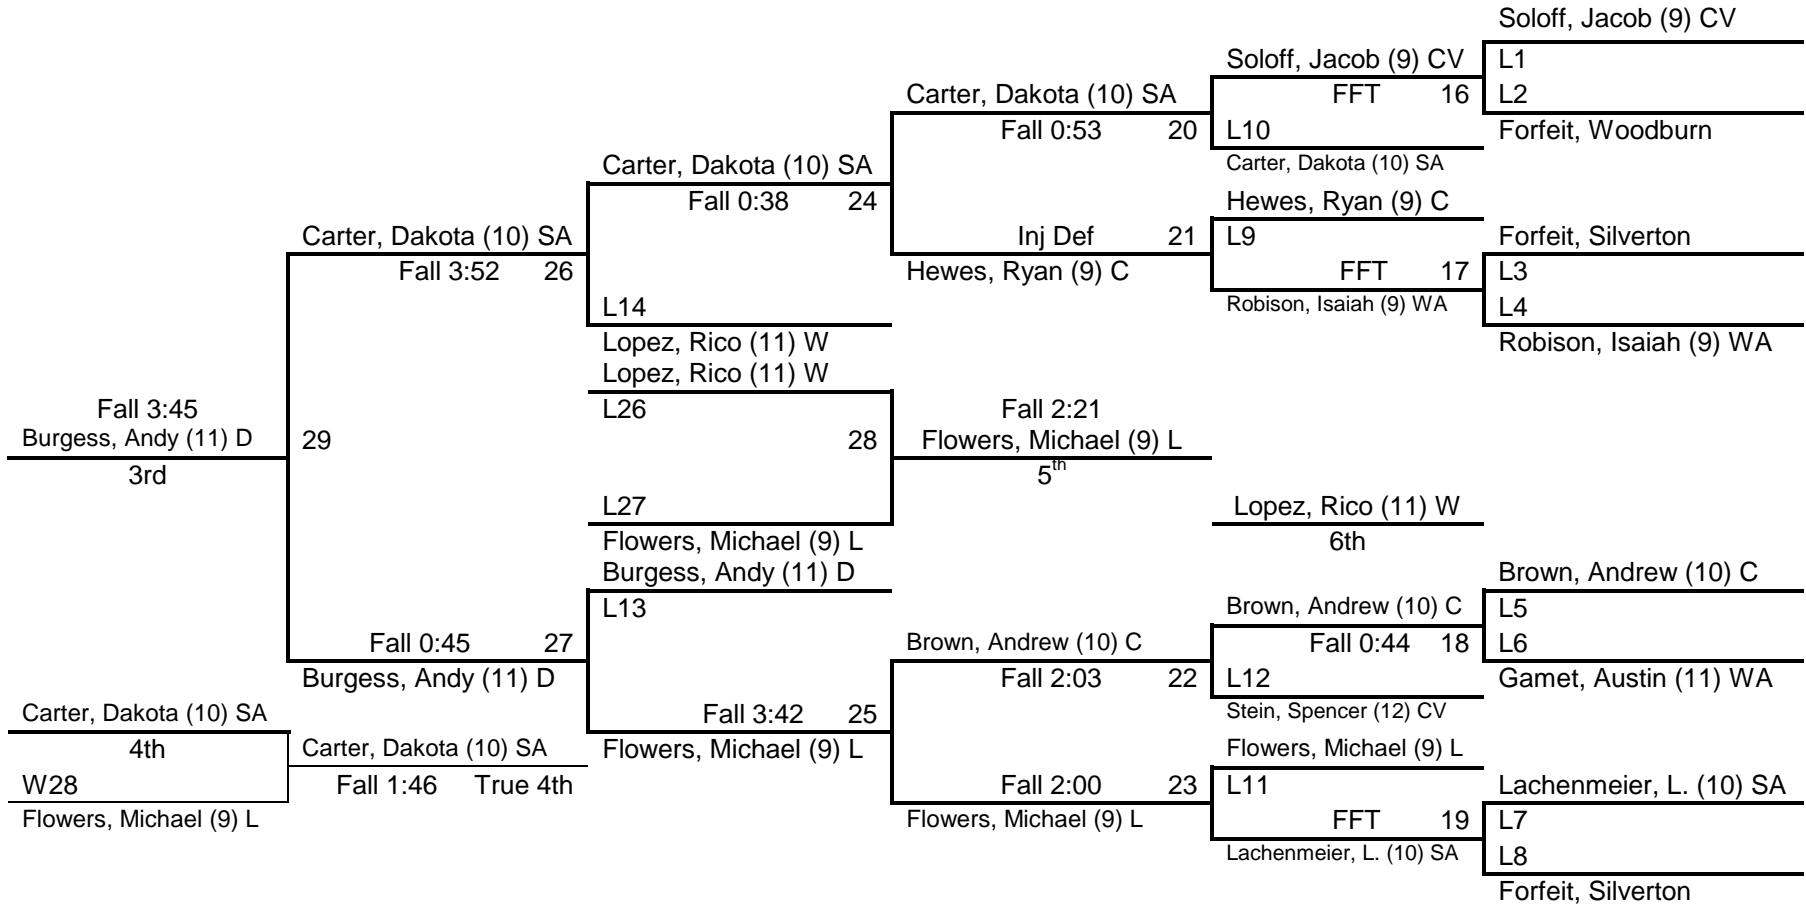 Soloff, Jacob (9) CV
Soloff, Jacob (9) CV
L1
Carter, Dakota (10) SA
FFT 16
L2
Fall 0:53 20
L10
Forfeit, Woodburn
Carter, Dakota (10) SA
Carter, Dakota (10) SA
Fall 0:38 24
Hewes, Ryan (9) C
Carter, Dakota (10) SA
Inj Def 21
L9
Forfeit, Silverton
Fall 3:52 26
Hewes, Ryan (9) C
FFT 17
L3
L14
Robison, Isaiah (9) WA
L4
Lopez, Rico (11) W
Robison, Isaiah (9) WA
Lopez, Rico (11) W
Fall 3:45
L26
Fall 2:21
Burgess, Andy (11) D
29
28
Flowers, Michael (9) L
3rd
5th
L27
Lopez, Rico (11) W
Flowers, Michael (9) L
6th
Burgess, Andy (11) D
Brown, Andrew (10) C
L13
Brown, Andrew (10) C
L5
Fall 0:45 27
Brown, Andrew (10) C
Fall 0:44 18
L6
Burgess, Andy (11) D
Fall 2:03 22
L12
Gamet, Austin (11) WA
Carter, Dakota (10) SA
Fall 3:42 25
Stein, Spencer (12) CV
4th
Carter, Dakota (10) SA
Flowers, Michael (9) L
Flowers, Michael (9) L
W28
Fall 1:46 True 4th
Fall 2:00 23
L11
Lachenmeier, L. (10) SA
Flowers, Michael (9) L
Flowers, Michael (9) L
FFT 19
L7
Lachenmeier, L. (10) SA
L8
Forfeit, Silverton